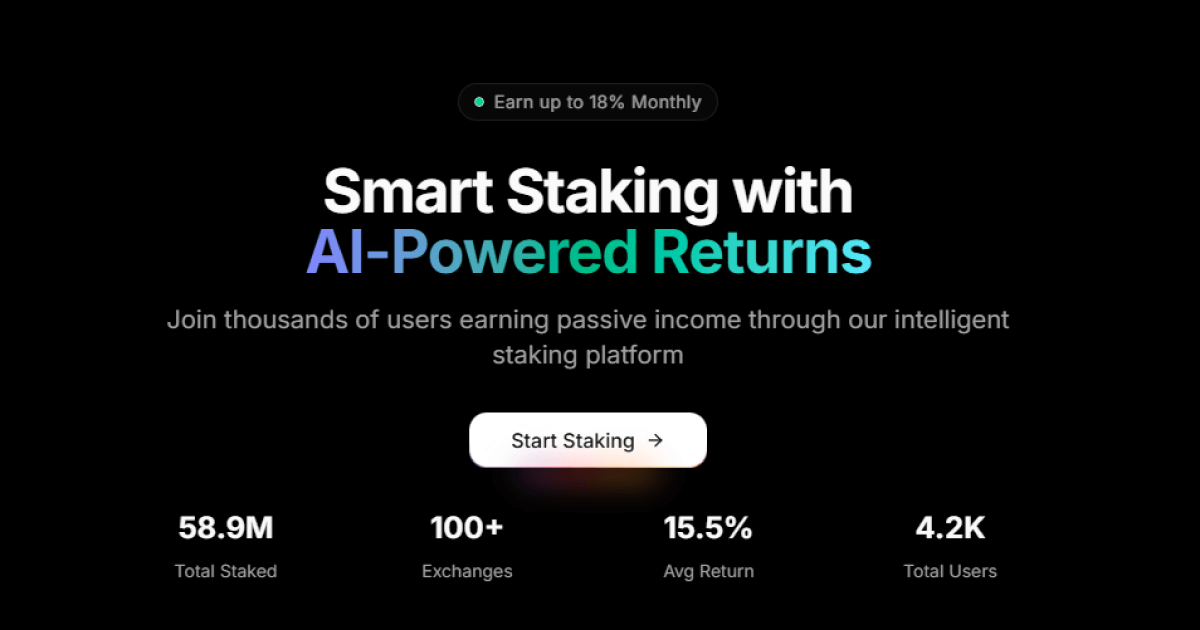 Earn up to 18% Monthly
Smart Staking with
AI-Powered Returns
Join thousands of users earning passive income through our intelligent
staking platform
Start Staking →
58.9M
100+
15.5%
4.2K
Total Staked
Exchanges
Avg Return
Total Users